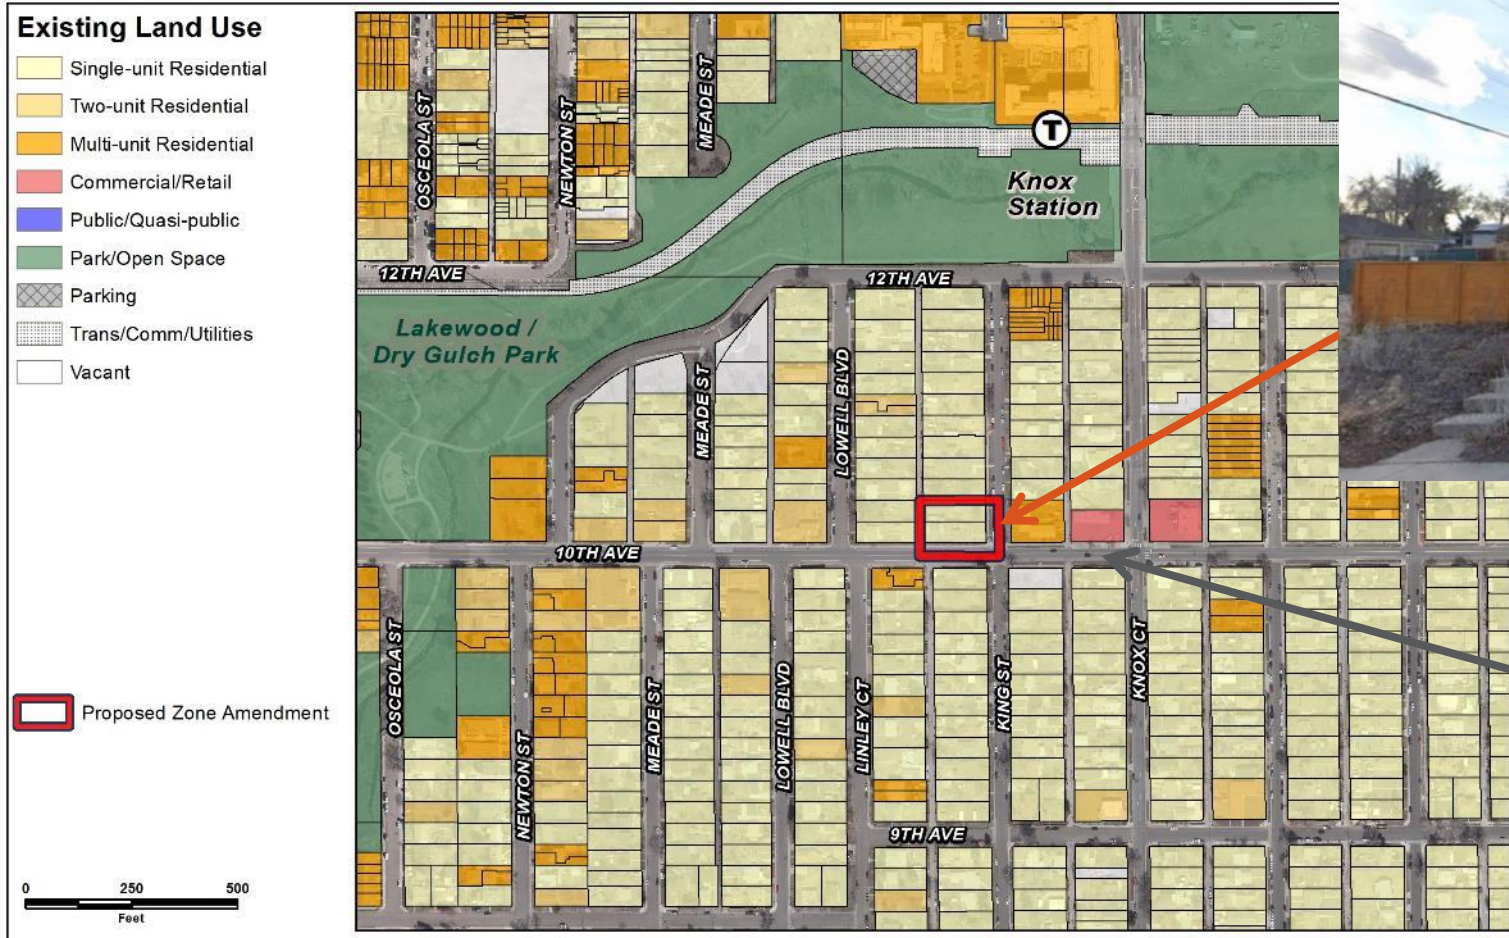 Existing Land Use
Single-unit Residential
Two-unit Residential
Multi-unit Residential
Commercial/Retail
Public/Quasi-public
Park/Open Space
Parking
Trans/Comm/Utilities
Vacant
Proposed Zone Amendment
0 250 500
Feet
OSCEOLA ST
NEWTON ST
MEADE ST
T
Knox
Station
12TH AVE
12TH AVE
Lakewood /
Dry Gulch Park
MEADE ST
LOWELL BLVD
10TH AVE
OSCEOLA ST
NEWTON ST
MEADE ST
LOWELL BLVD
LINLEY CT
KING ST
KNOX CT
9TH AVE